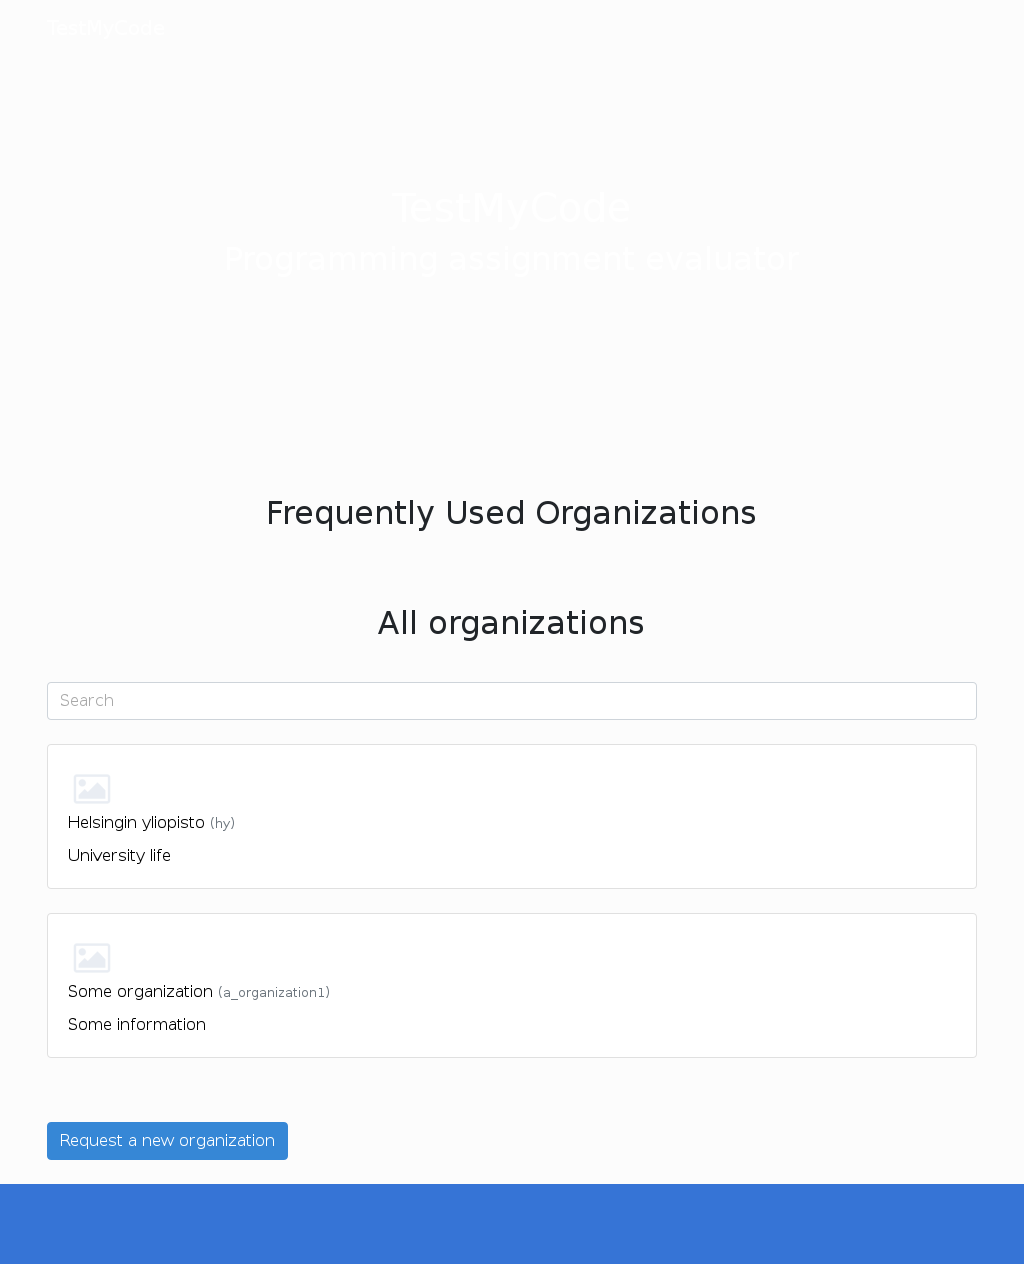 TestMyCode
TestMyCode
Programming assignment evaluator
Frequently Used Organizations
All organizations
Search
Helsingin yliopisto (hy)
University life
Some organization (a_organization1)
Some information
Request a new organization